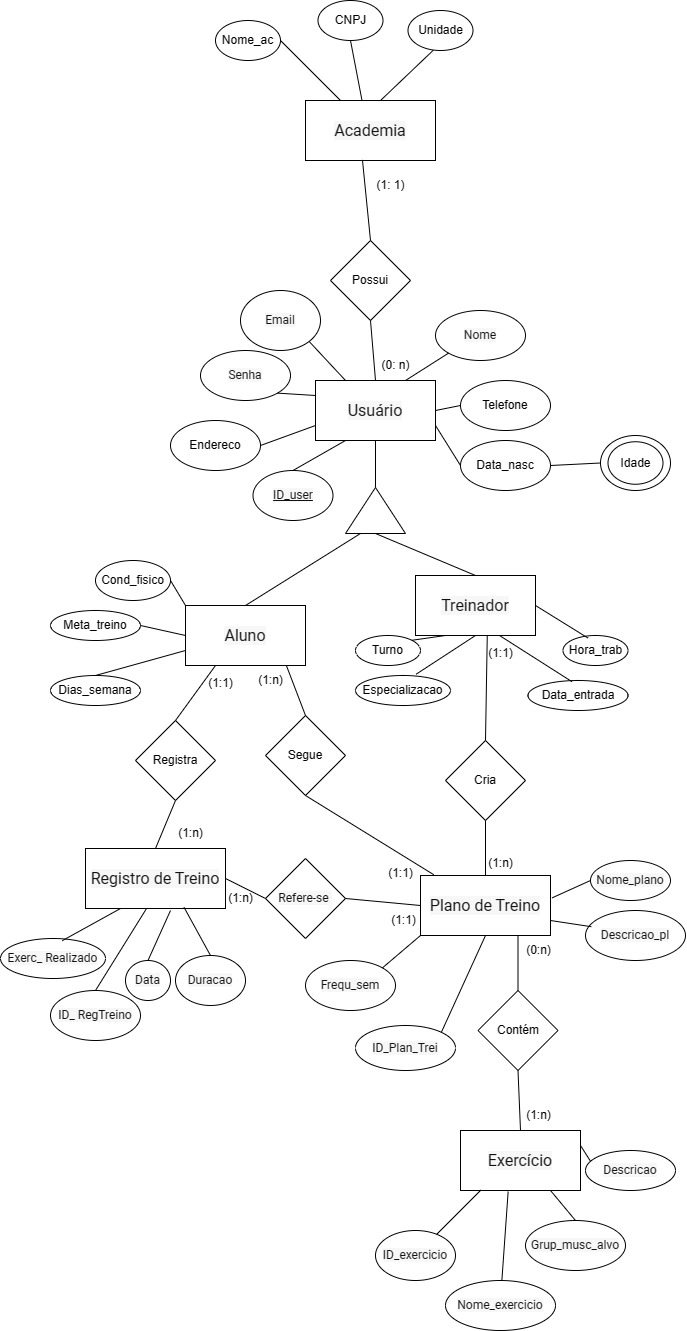 CNPJ
Unidade
Nome_ac
Academia
(1: 1)
Possui
Email
Nome
(0: n)
Senha
Usuário
Telefone
Endereco
Data_nasc
Idade
ID_user
Cond_fisico
Treinador
Meta_treino
Aluno
Turno
(1:1)
Hora_trab
Dias_semana
(1:1)
(1:n)
Especializacao
Data_entrada
Registra
Segue
Cria
(1:n)
(1:1)
(1:n)
Registro de Treino
(1:n)
Refere-se
Plano de Treino
(1:1)
Nome_plano
Descricao_pl
(0:n)
Exerc_ Realizado
Data
Duracao
Frequ_sem
ID_ RegTreino
ID_Plan_Trei
Contém
(1:n)
Exercício
Descricao
ID_exercicio
Grup_musc_alvo
Nome_exercicio